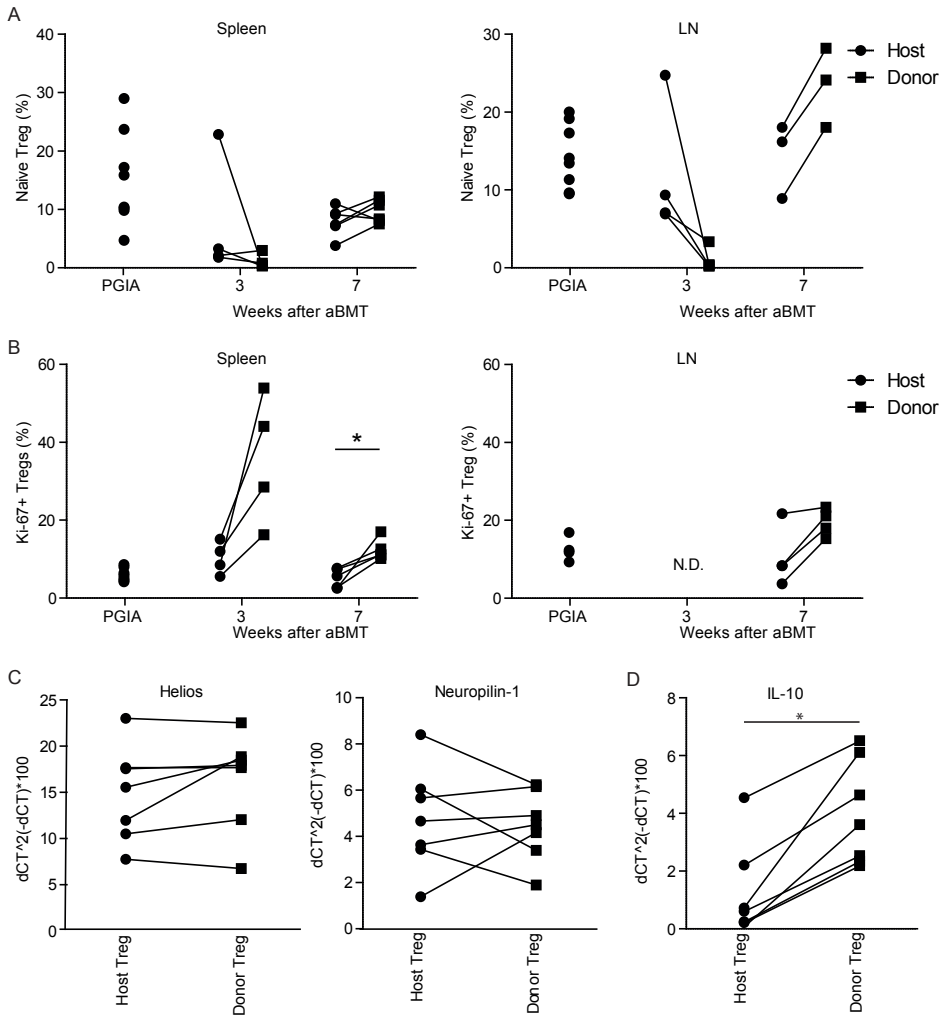 A
Spleen
LN
Naive Treg (%)
40
30
20
10
0
PGIA
3
7
Weeks after aBMT
Naive Treg (%)
30
20
10
0
PGIA
3
7
Weeks after aBMT
Host
Donor
B
Spleen
LN
Ki-67+ Tregs (%)
60
40
20
0
*
PGIA
3
7
Weeks after aBMT
Ki-67+ Treg (%)
60
40
20
0
N.D.
PGIA
3
7
Weeks after aBMT
Host
Donor
C
Helios
dCT^2(-dCT)*100
25
20
15
10
5
0
Host Treg
Donor Treg
Neuropilin-1
dCT^2(-dCT)*100
10
8
6
4
2
0
Host Treg
Donor Treg
D
IL-10
dCT^2(-dCT)*100
8
6
4
2
0
*
Host Treg
Donor Treg